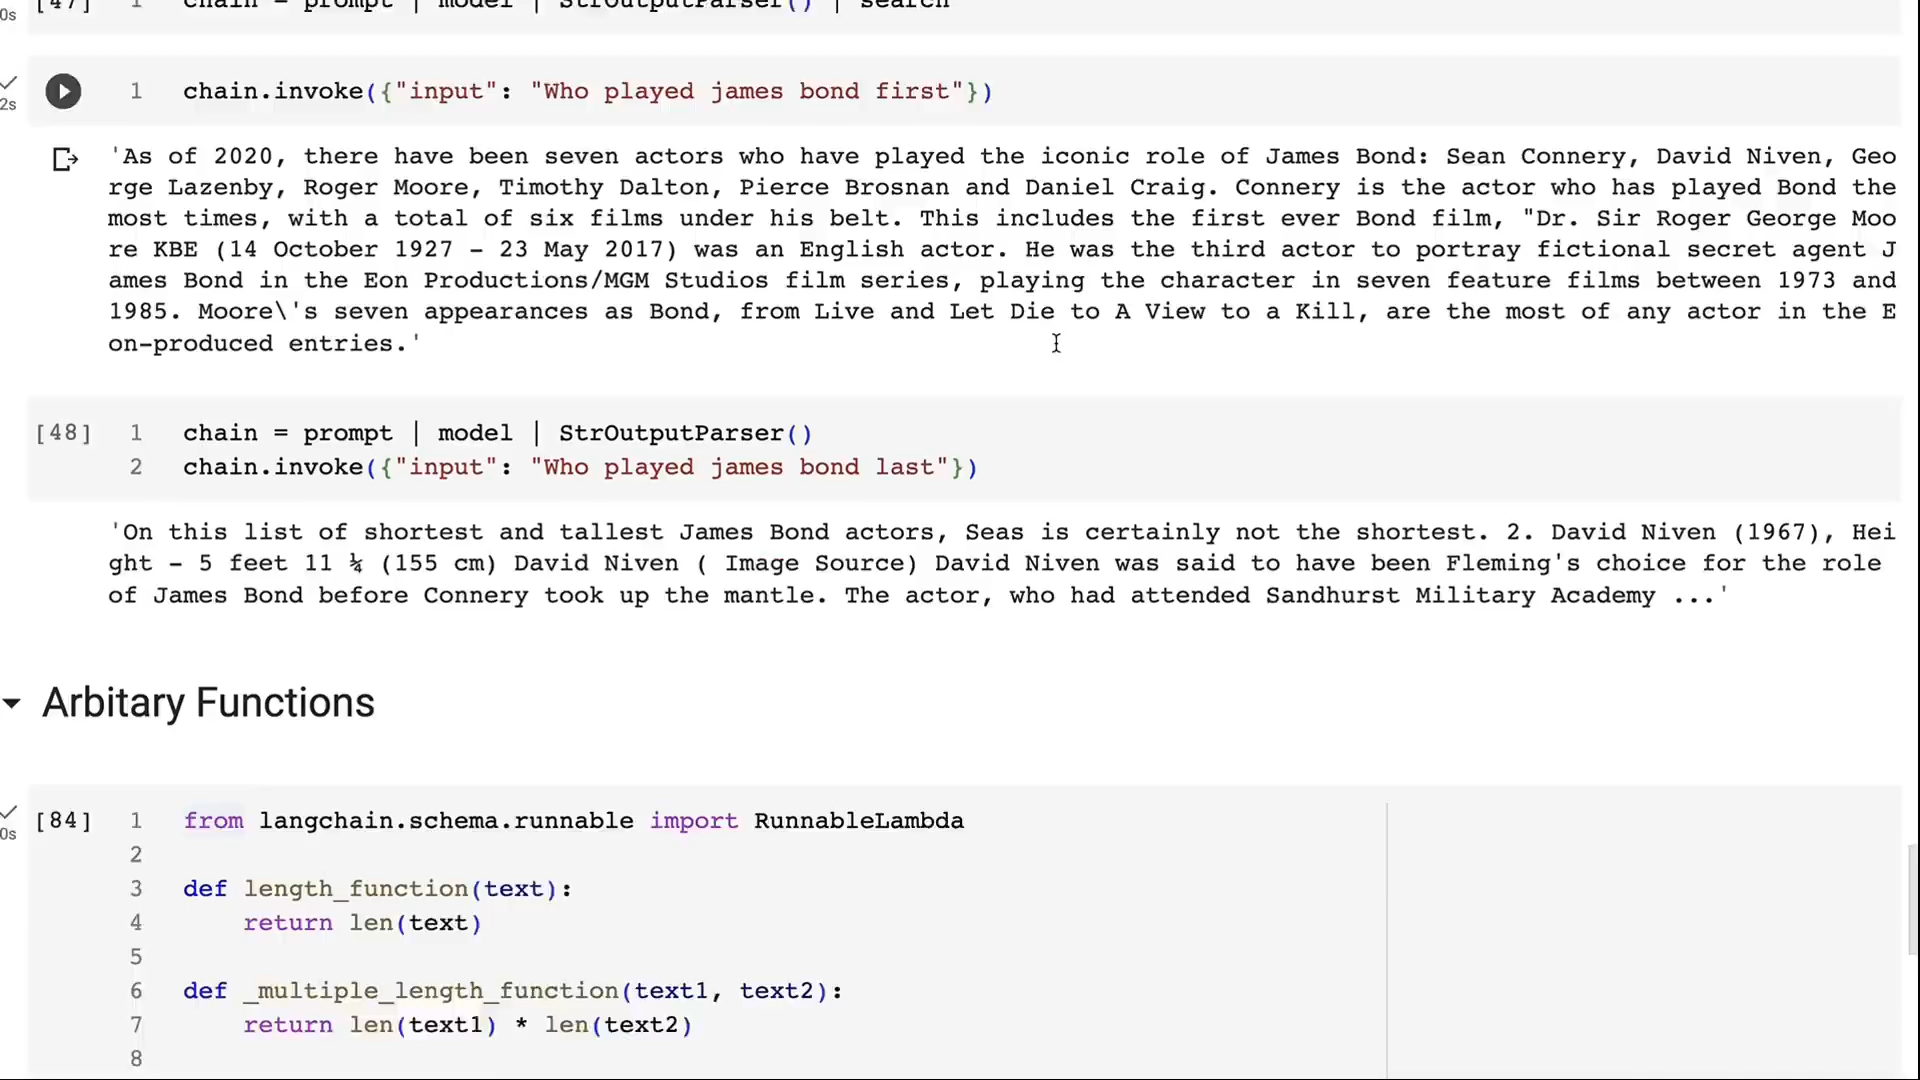 0s [47] 1 chain = prompt | model | StrOutputParser() | search
2s 1 chain.invoke({"input": "Who played james bond first"})
'As of 2020, there have been seven actors who have played the iconic role of James Bond: Sean Connery, David Niven, Geo
rge Lazenby, Roger Moore, Timothy Dalton, Pierce Brosnan and Daniel Craig. Connery is the actor who has played Bond the
most times, with a total of six films under his belt. This includes the first ever Bond film, "Dr. Sir Roger George Moo
re KBE (14 October 1927 – 23 May 2017) was an English actor. He was the third actor to portray fictional secret agent J
ames Bond in the Eon Productions/MGM Studios film series, playing the character in seven feature films between 1973 and
1985. Moore\'s seven appearances as Bond, from Live and Let Die to A View to a Kill, are the most of any actor in the E
on-produced entries.'
[48] 1 chain = prompt | model | StrOutputParser()
2 chain.invoke({"input": "Who played james bond last"})
'On this list of shortest and tallest James Bond actors, Seas is certainly not the shortest. 2. David Niven (1967), Hei
ght – 5 feet 11 ¾ (155 cm) David Niven ( Image Source) David Niven was said to have been Fleming's choice for the role
of James Bond before Connery took up the mantle. The actor, who had attended Sandhurst Military Academy ...'
Arbitary Functions
0s [84] 1 from langchain.schema.runnable import RunnableLambda
2
3 def length_function(text):
4 return len(text)
5
6 def _multiple_length_function(text1, text2):
7 return len(text1) * len(text2)
8